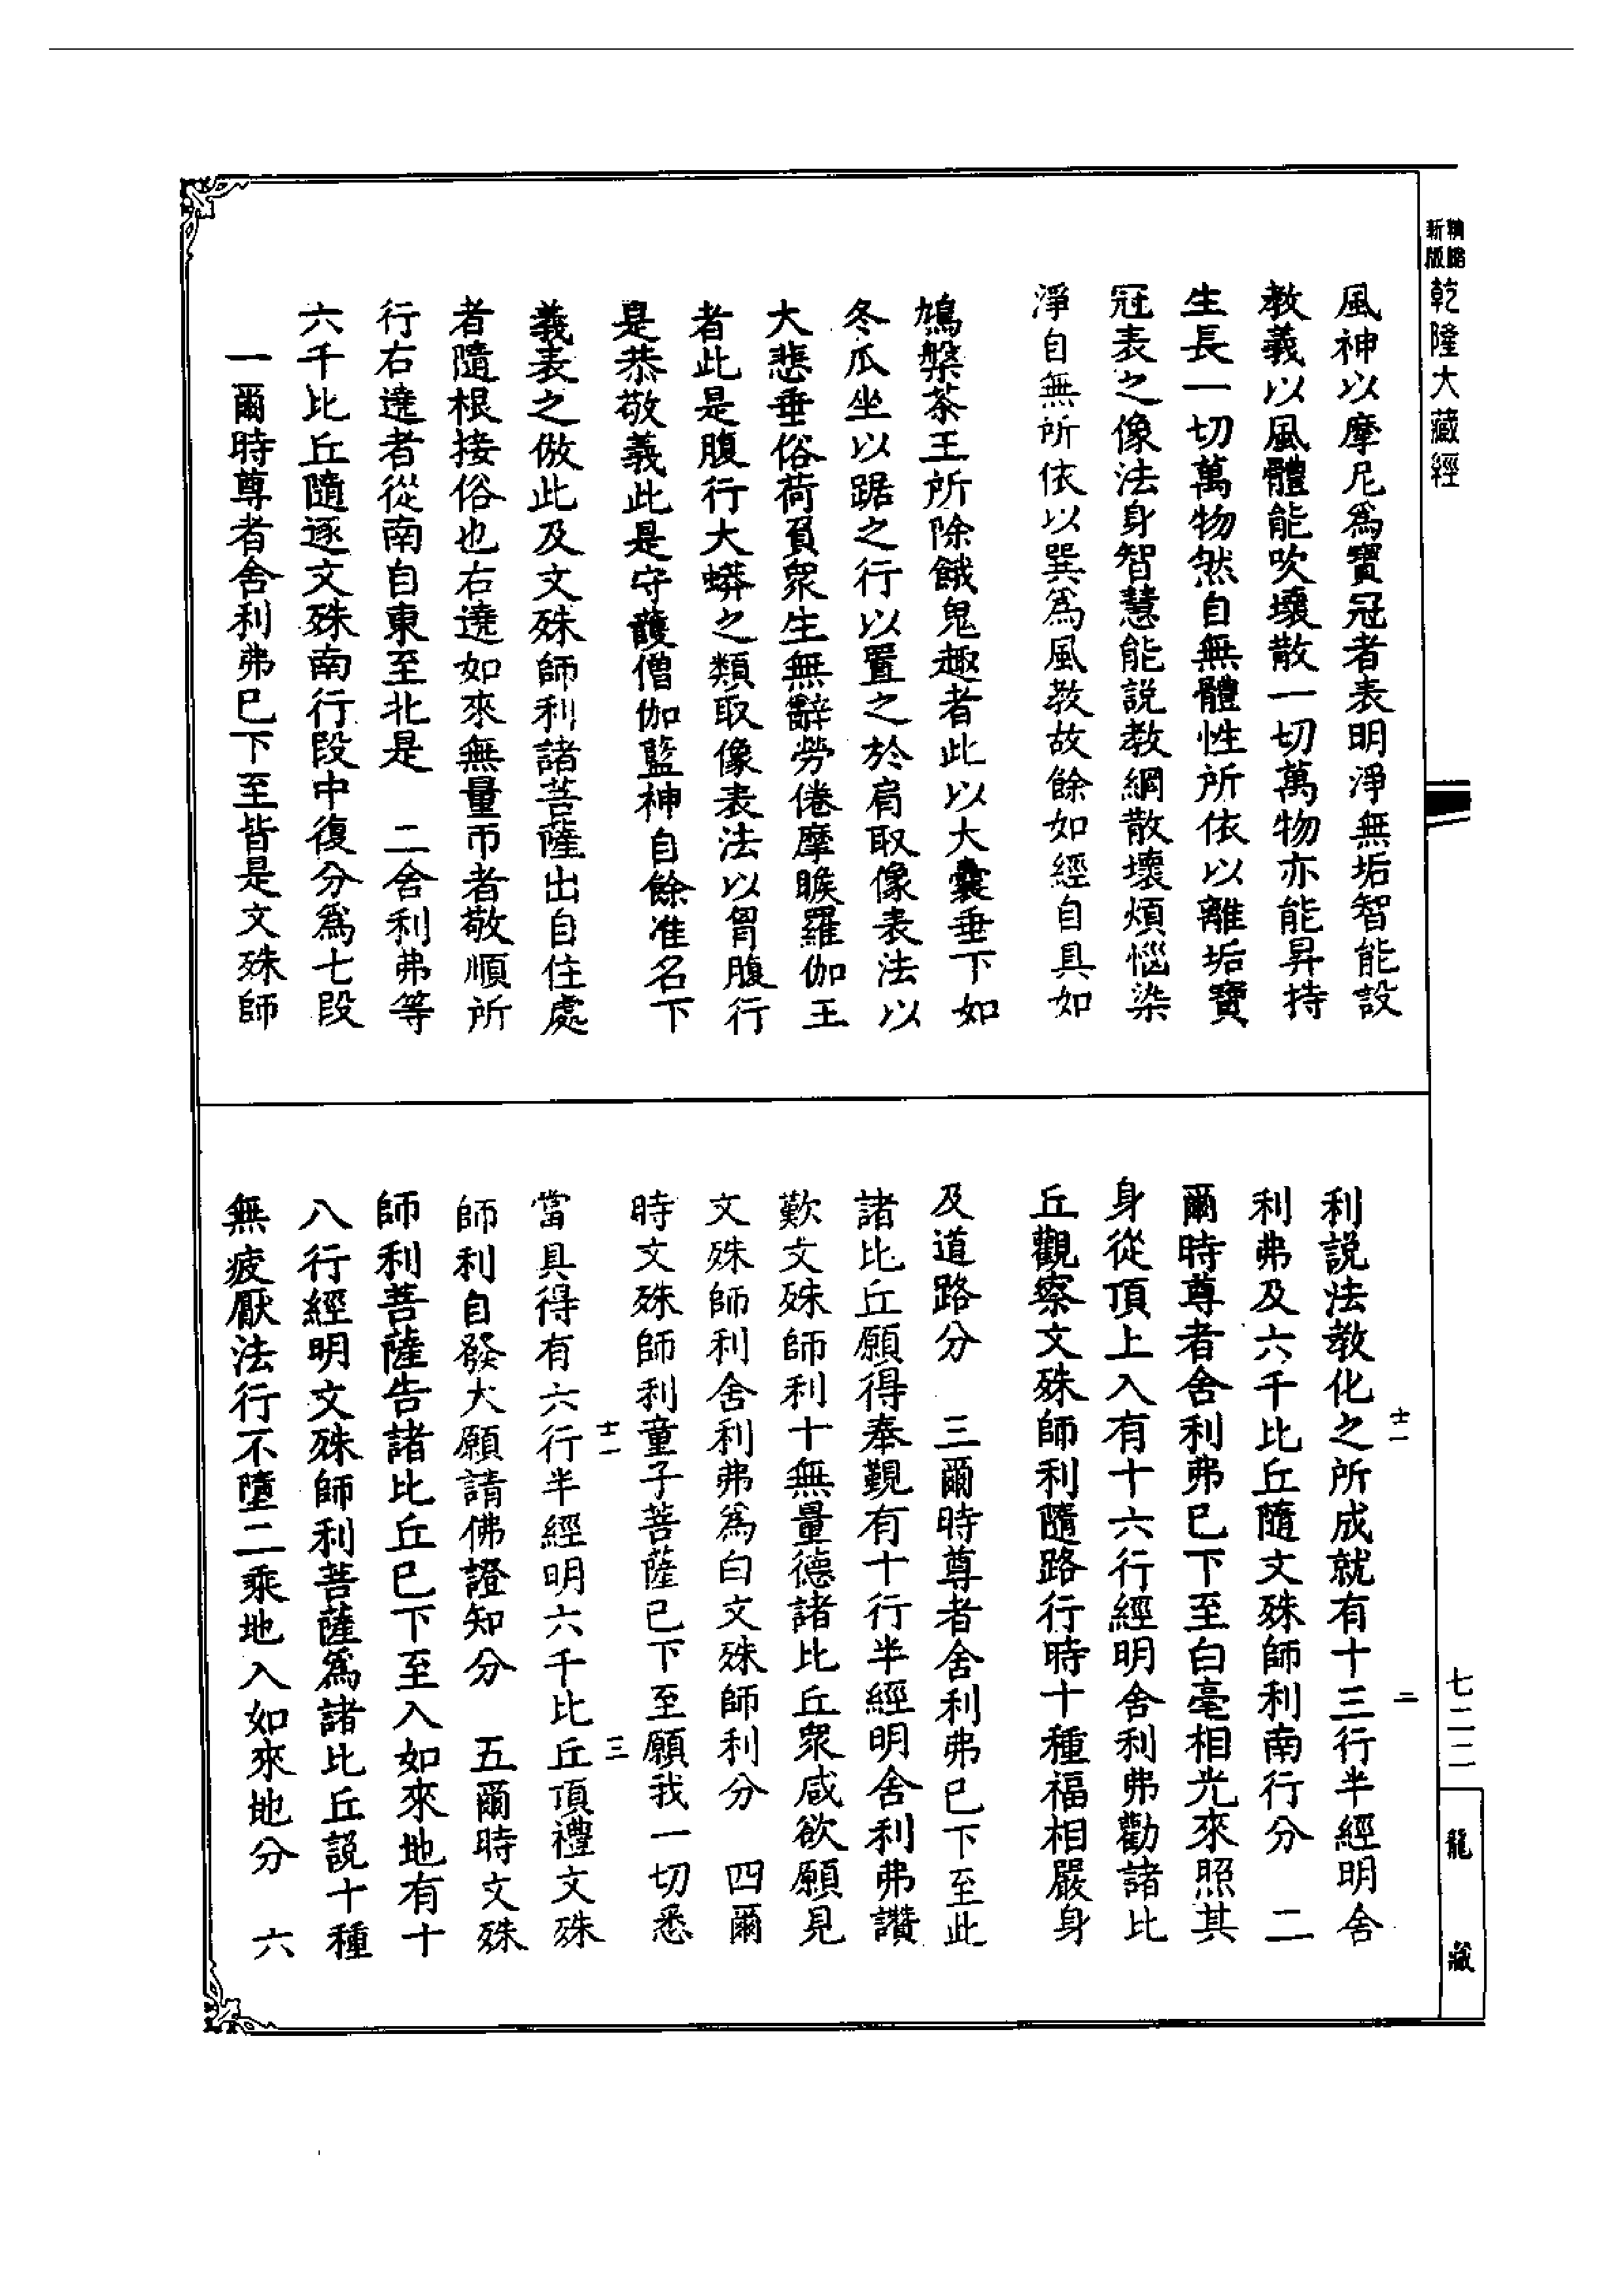 新版精縮
乾隆大藏經
風神以摩尼爲寶冠者表明淨無垢智能設
教義以風體能吹壞散一切萬物亦能昇持
生長一切萬物然自無體性所依以離垢寶
冠表之像法身智慧能説教綱散壞煩惱染
淨自無所依以巽爲風教故餘如經自具如
鳩槃茶王所除餓鬼趣者此以大囊垂下如
冬瓜坐以踞之行以置之於肩取像表法以
大悲垂俗荷負衆生無辭勞倦摩睺羅伽王
者此是腹行大蟒之類取像表法以胷腹行
是恭敬義此是守護僧伽藍神自餘准名下
義表之倣此及文殊師利諸菩薩出自住處
者隨根接俗也右遶如來無量帀者敬順所
行右遶者從南自東至北是　二舍利弗等
六千比丘隨逐文殊南行段中復分爲七段
一爾時尊者舍利弗巳下至皆是文殊師
利説法教化之所成就有十三行半經明舍
利弗及六千比丘隨文殊師利南行分　二
爾時尊者舍利弗巳下至白毫相光來照其
身從頂上入有十六行經明舍利弗勸諸比
丘觀察文殊師利隨路行時十種福相嚴身
及道路分　三爾時尊者舍利弗巳下至此
諸比丘願得奉覲有十行半經明舍利弗讚
歎文殊師利十無量德諸比丘衆咸欲願見
文殊師利舍利弗爲白文殊師利分　四爾
時文殊師利童子菩薩已下至願我一切悉
當具得有六行半經明六千比丘頂禮文殊
師利自發大願請佛證知分　五爾時文殊
師利菩薩告諸比丘巳下至入如來地有十
八行經明文殊師利菩薩爲諸比丘説十種
無疲厭法行不墮二乘地入如來地分　六
士一
二
士一
三
七二二
龍藏